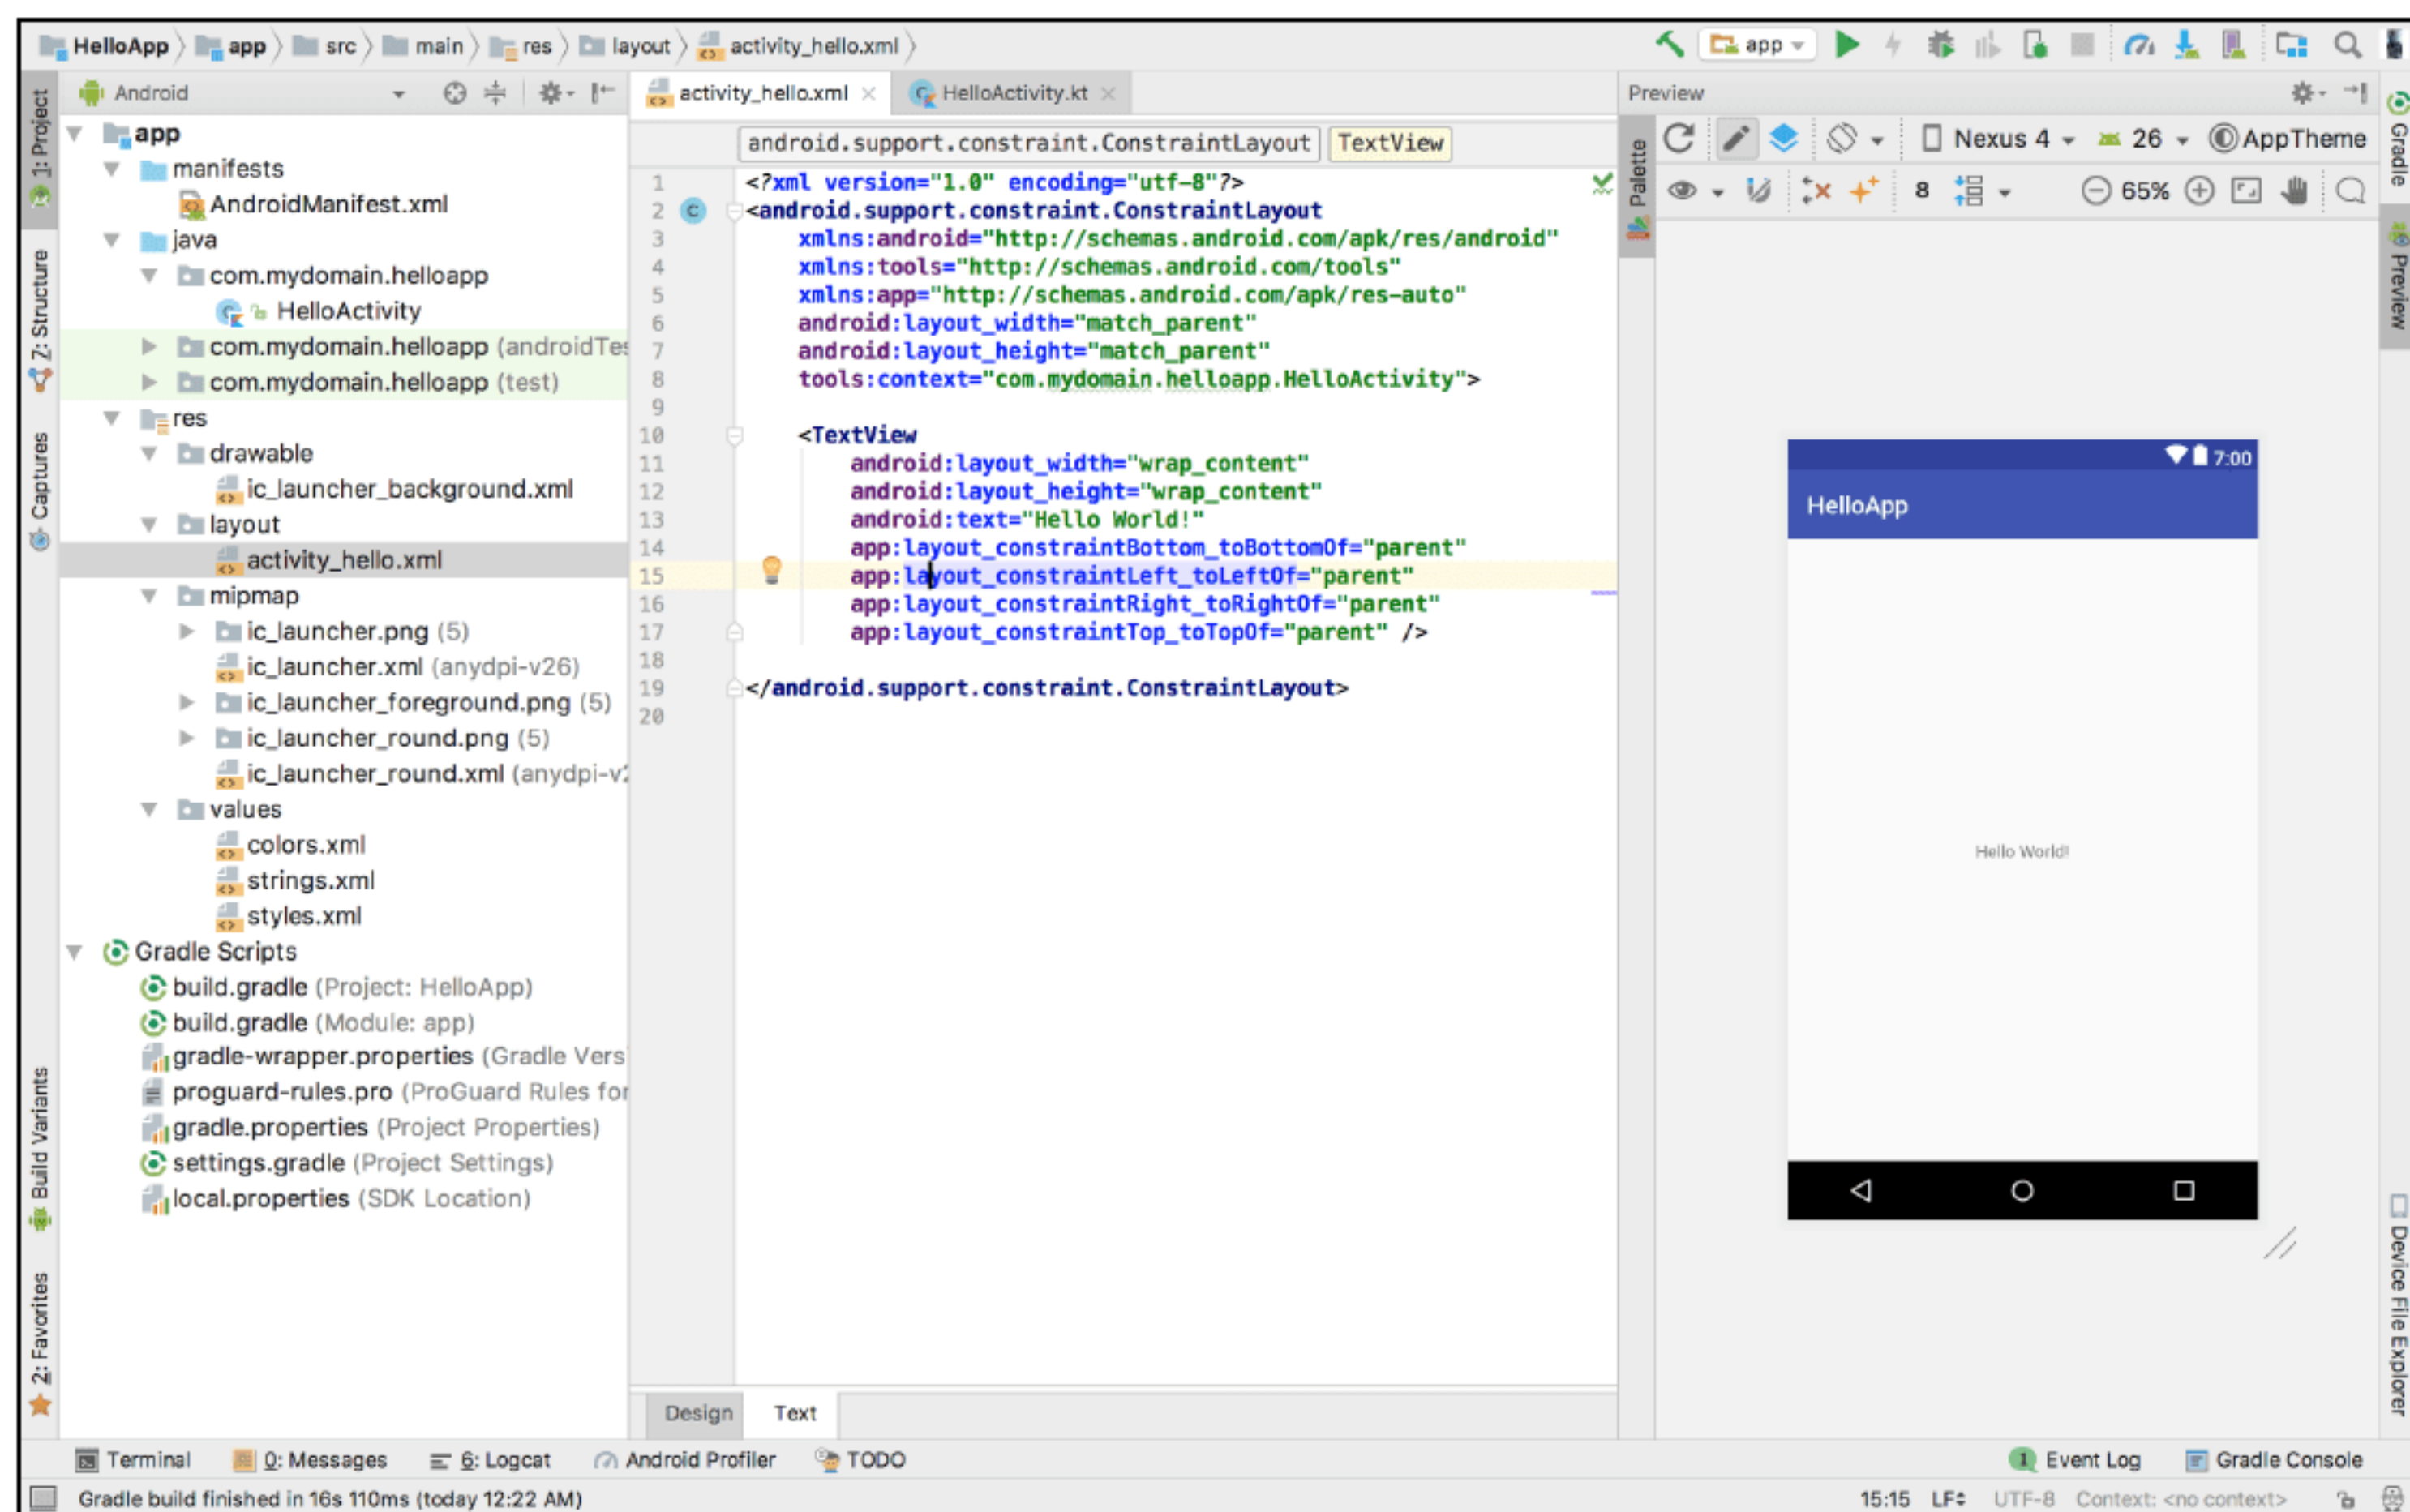 HelloApp app src main res layout activity_hello.xml
app
Android
activity_hello.xml
HelloActivity.kt
Preview
1: Project
Z: Structure
Captures
Build Variants
2: Favorites
app
manifests
AndroidManifest.xml
java
com.mydomain.helloapp
HelloActivity
com.mydomain.helloapp (androidTes
com.mydomain.helloapp (test)
res
drawable
ic_launcher_background.xml
layout
activity_hello.xml
mipmap
ic_launcher.png (5)
ic_launcher.xml (anydpi-v26)
ic_launcher_foreground.png (5)
ic_launcher_round.png (5)
ic_launcher_round.xml (anydpi-v2
values
colors.xml
strings.xml
styles.xml
Gradle Scripts
build.gradle (Project: HelloApp)
build.gradle (Module: app)
gradle-wrapper.properties (Gradle Vers
proguard-rules.pro (ProGuard Rules for
gradle.properties (Project Properties)
settings.gradle (Project Settings)
local.properties (SDK Location)
android.support.constraint.ConstraintLayout TextView
1 <?xml version="1.0" encoding="utf-8"?>
2 C <android.support.constraint.ConstraintLayout
3 xmlns:android="http://schemas.android.com/apk/res/android"
4 xmlns:tools="http://schemas.android.com/tools"
5 xmlns:app="http://schemas.android.com/apk/res-auto"
6 android:layout_width="match_parent"
7 android:layout_height="match_parent"
8 tools:context="com.mydomain.helloapp.HelloActivity">
9
10 <TextView
11 android:layout_width="wrap_content"
12 android:layout_height="wrap_content"
13 android:text="Hello World!"
14 app:layout_constraintBottom_toBottomOf="parent"
15 app:layout_constraintLeft_toLeftOf="parent"
16 app:layout_constraintRight_toRightOf="parent"
17 app:layout_constraintTop_toTopOf="parent" />
18
19 </android.support.constraint.ConstraintLayout>
20
Design Text
Palette
Nexus 4 26 AppTheme
8 65%
7:00
HelloApp
Hello World!
Gradle
Preview
Device File Explorer
Terminal 0: Messages 6: Logcat Android Profiler TODO
1 Event Log Gradle Console
Gradle build finished in 16s 110ms (today 12:22 AM)
15:15 LF UTF-8 Context: <no context>